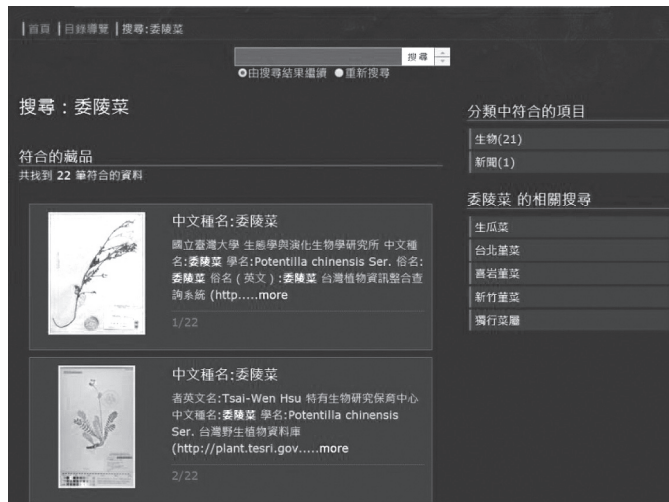 首頁 目錄導覽 搜尋:委陵菜
搜尋
由搜尋結果繼續 重新搜尋
搜尋：委陵菜
符合的藏品
共找到 22 筆符合的資料
中文種名:委陵菜
國立臺灣大學 生態學與演化生物學研究所 中文種
名:委陵菜 學名:Potentilla chinensis Ser. 俗名:
委陵菜 俗名 ( 英文 ) :委陵菜 台灣植物資訊整合查
詢系統 (http.....more
1/22
中文種名:委陵菜
者英文名:Tsai-Wen Hsu 特有生物研究保育中心
中文種名:委陵菜 學名:Potentilla chinensis
Ser. 台灣野生植物資料庫
(http://plant.tesri.gov.....more
2/22
分類中符合的項目
生物(21)
新聞(1)
委陵菜 的相關搜尋
生瓜菜
台北堇菜
喜岩堇菜
新竹堇菜
獨行菜屬